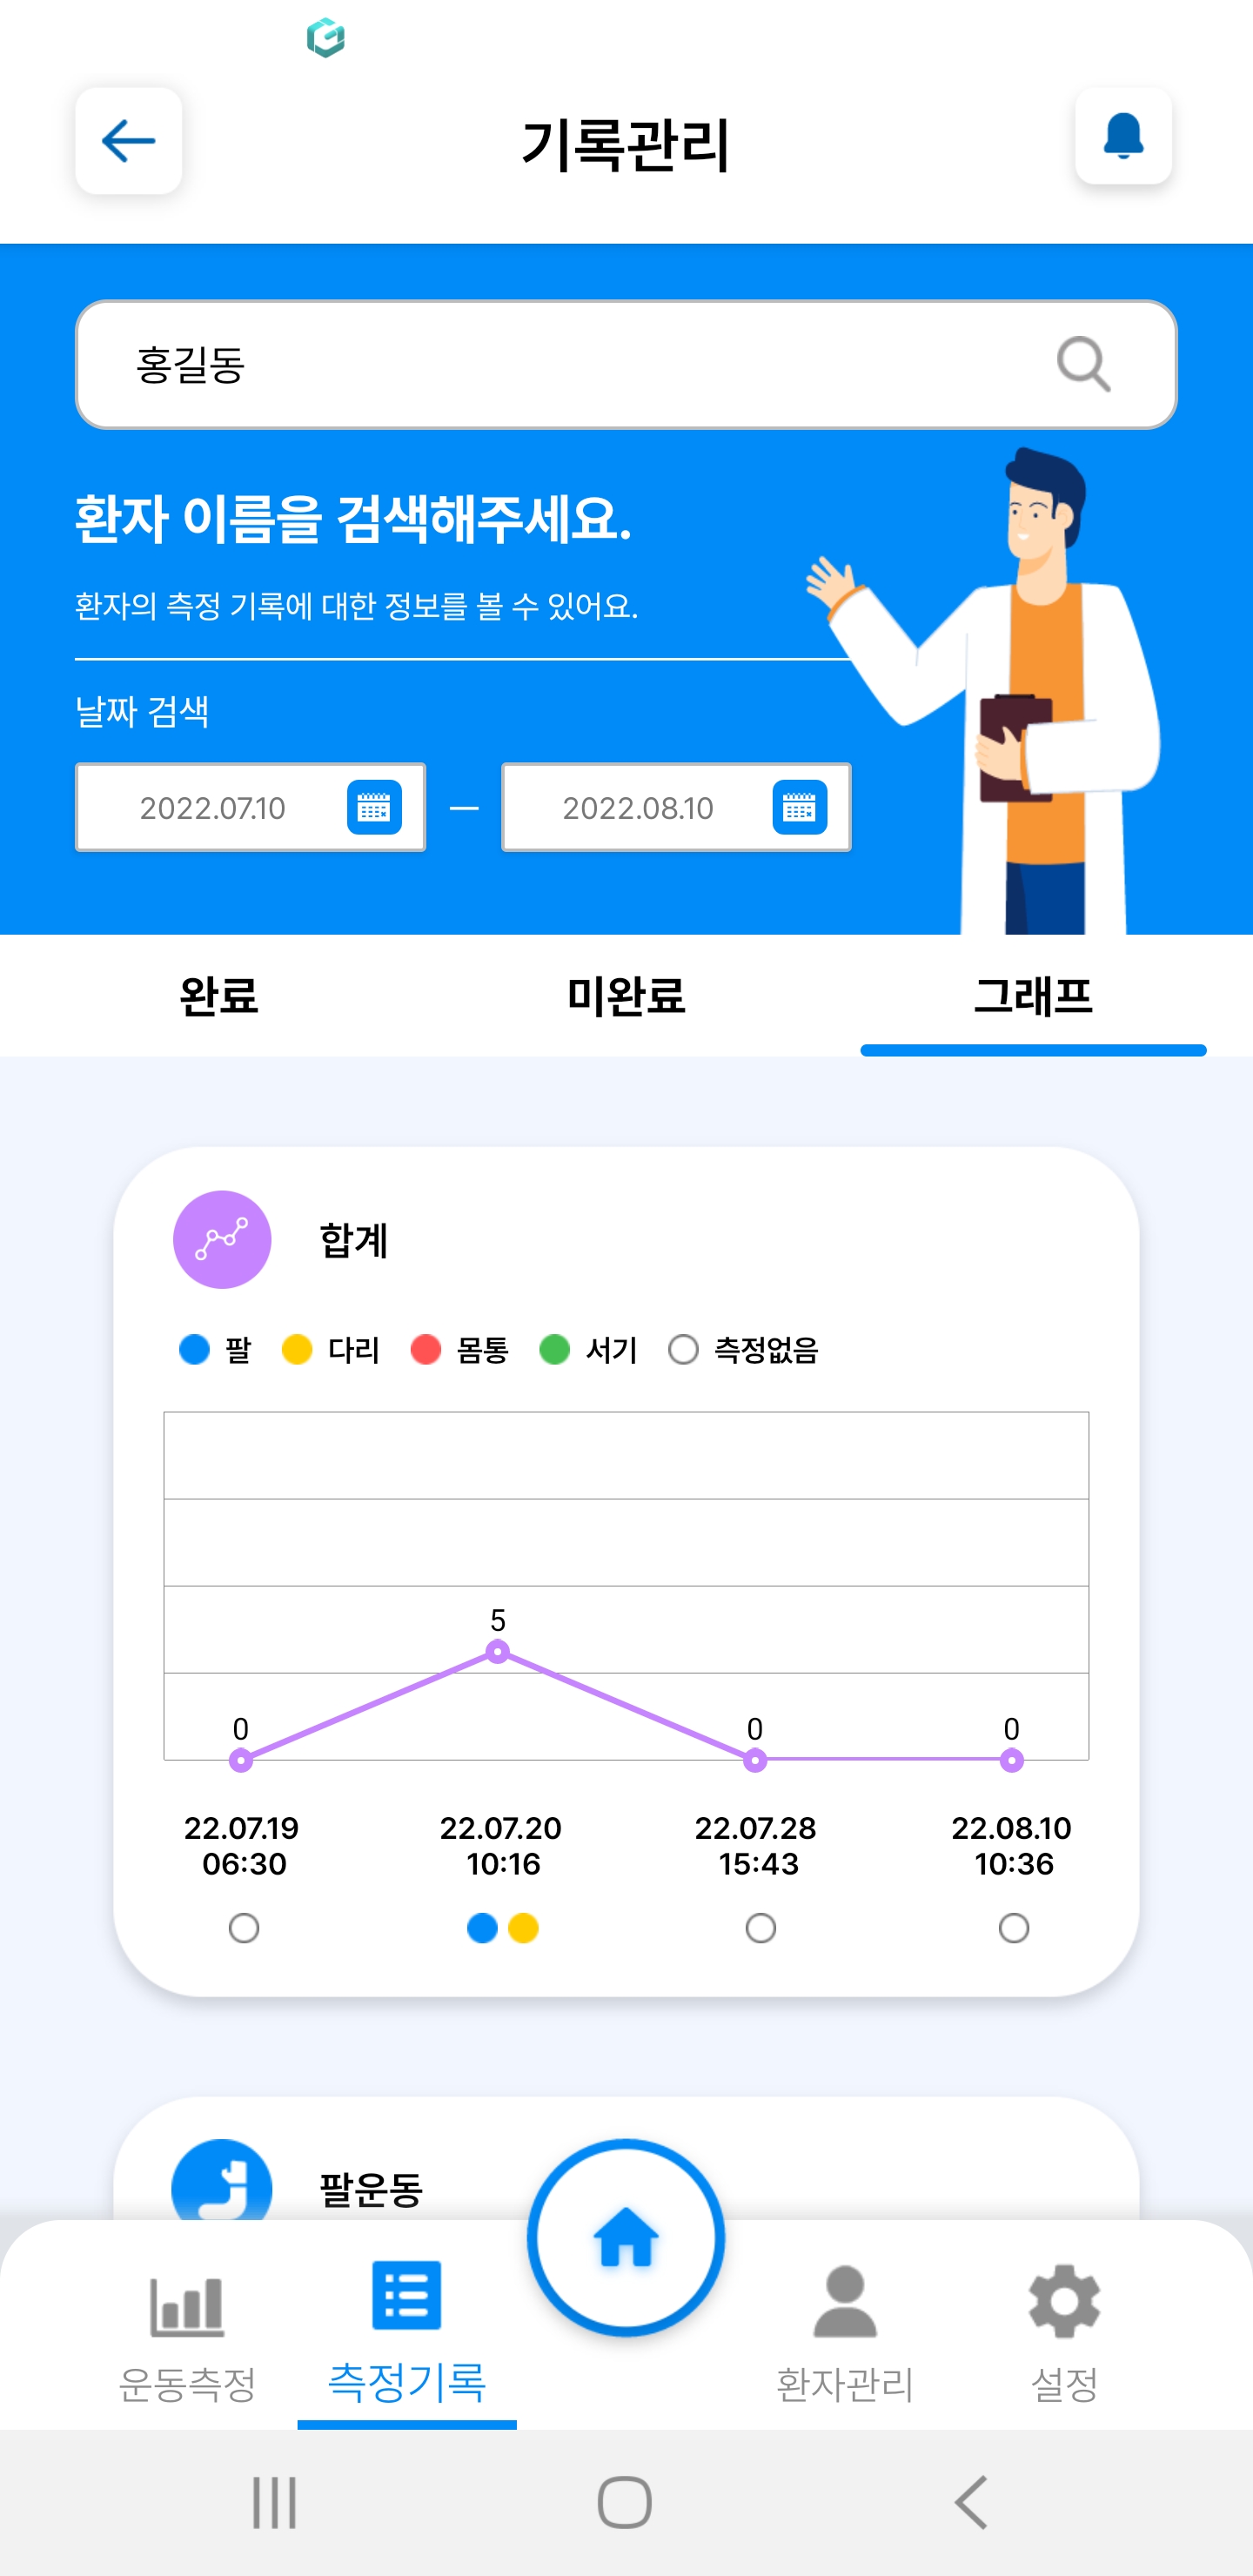 기록관리
홍길동
환자 이름을 검색해주세요.
환자의 측정 기록에 대한 정보를 볼 수 있어요.
날짜 검색
2022.07.10 – 2022.08.10
완료 미완료 그래프
합계
팔 다리 몸통 서기 측정없음
5
0 0 0
22.07.19 22.07.20 22.07.28 22.08.10
06:30 10:16 15:43 10:36
팔운동
운동측정 측정기록 환자관리 설정